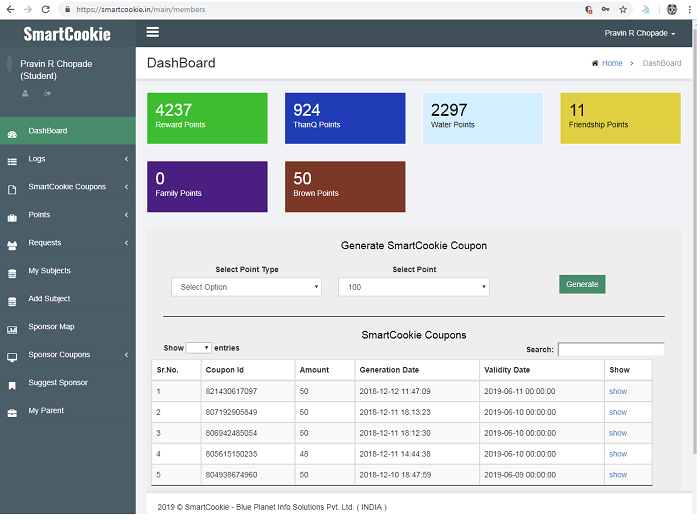 https://smartcookie.in/main/members
SmartCookie
Pravin R Chopade
Pravin R Chopade
(Student)
DashBoard
Home > DashBoard
4237
Reward Points
924
ThanQ Points
2297
Water Points
11
Friendship Points
0
Family Points
50
Brown Points
DashBoard
Logs
SmartCookie Coupons
Points
Requests
My Subjects
Add Subject
Sponsor Map
Sponsor Coupons
Suggest Sponsor
My Parent
Generate SmartCookie Coupon
Select Point Type Select Point
Select Option 100 Generate
SmartCookie Coupons
Show entries Search:
Sr.No. Coupon Id Amount Generation Date Validity Date Show
1 821430617097 50 2018-12-12 11:47:09 2019-06-11 00:00:00 show
2 807192905849 50 2018-12-11 18:13:23 2019-06-10 00:00:00 show
3 806942485054 50 2018-12-11 18:12:30 2019-06-10 00:00:00 show
4 805615150235 48 2018-12-11 14:44:38 2019-06-10 00:00:00 show
5 804938674960 50 2018-12-10 18:47:59 2019-06-09 00:00:00 show
2019 © SmartCookie - Blue Planet Info Solutions Pvt. Ltd. ( INDIA )